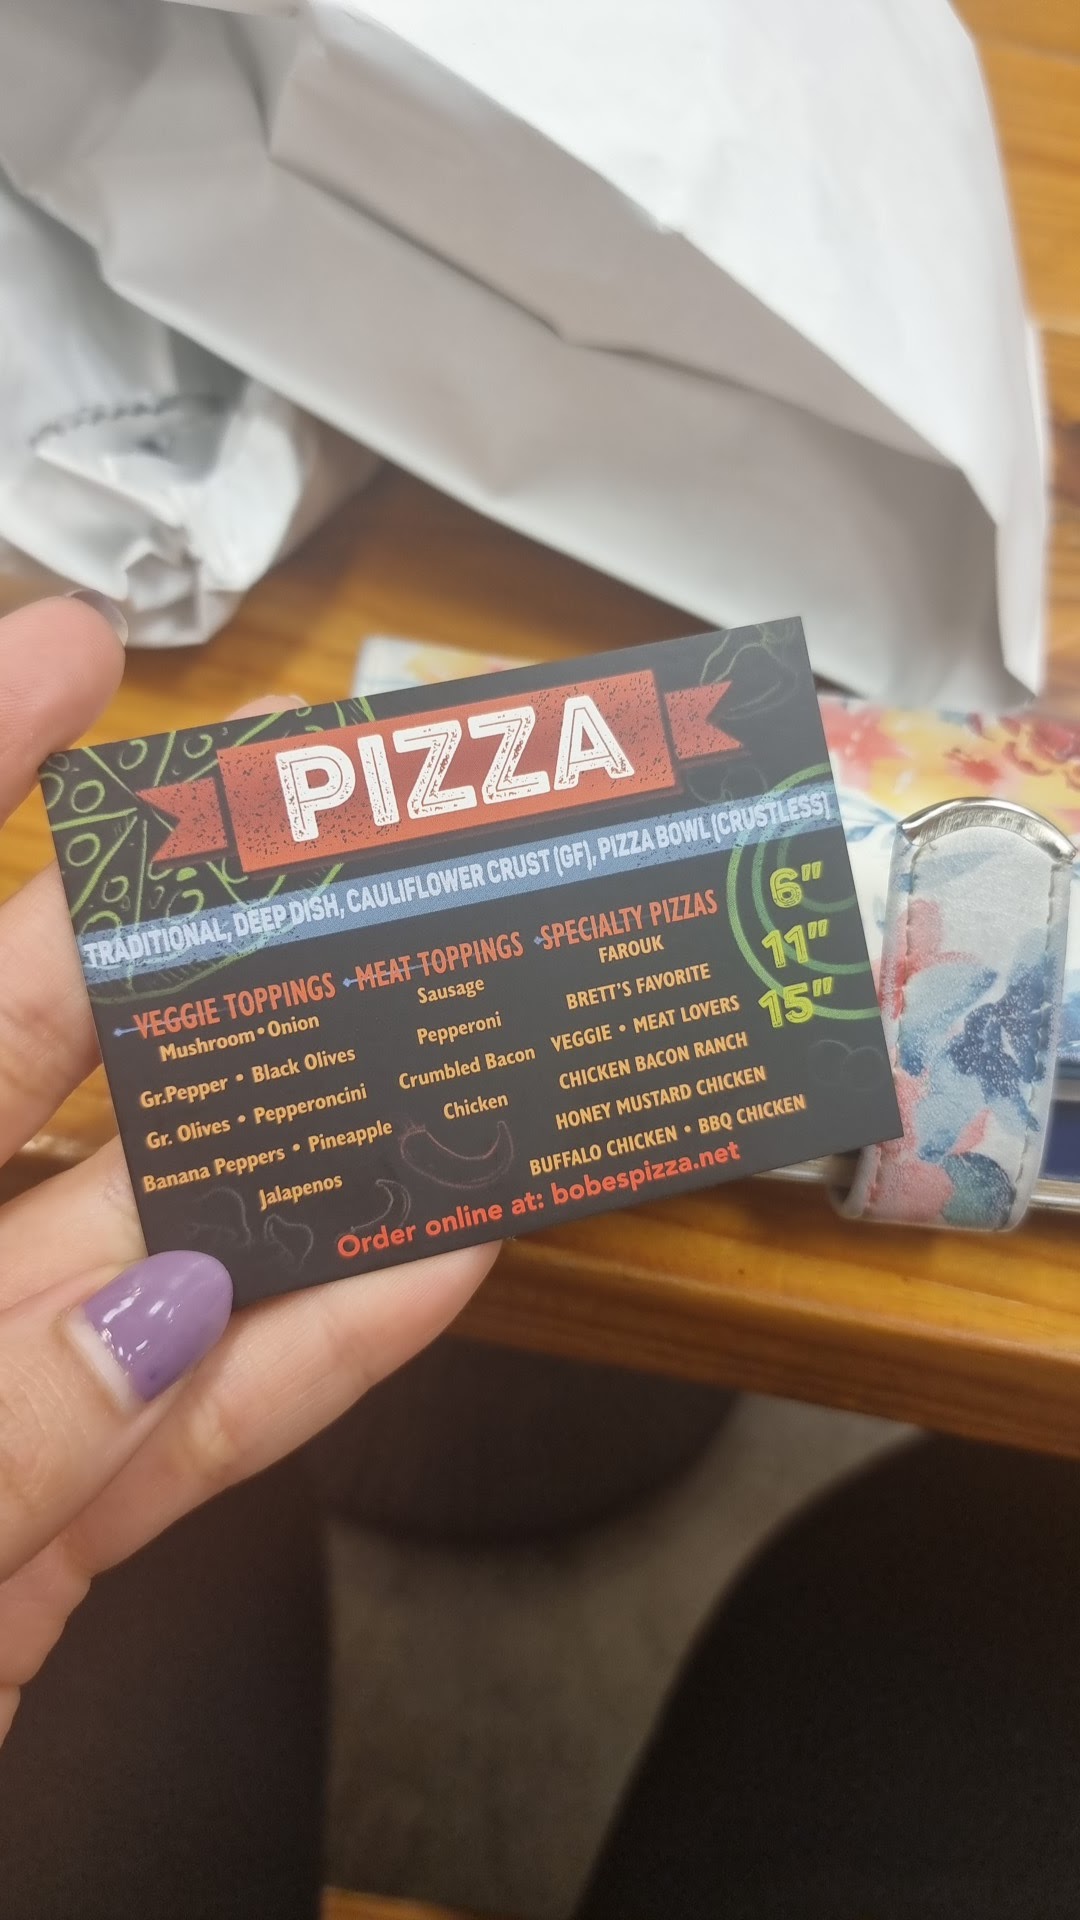 PIZZA
TRADITIONAL, DEEP DISH, CAULIFLOWER CRUST (GF), PIZZA BOWL (CRUSTLESS)
VEGGIE TOPPINGS
Mushroom • Onion
Gr.Pepper • Black Olives
Gr. Olives • Pepperoncini
Banana Peppers • Pineapple
Jalapenos
MEAT TOPPINGS
Sausage
Pepperoni
Crumbled Bacon
Chicken
SPECIALTY PIZZAS
FAROUK
BRETT'S FAVORITE
VEGGIE • MEAT LOVERS
CHICKEN BACON RANCH
HONEY MUSTARD CHICKEN
BUFFALO CHICKEN • BBQ CHICKEN
6"
11"
15"
Order online at: bobespizza.net